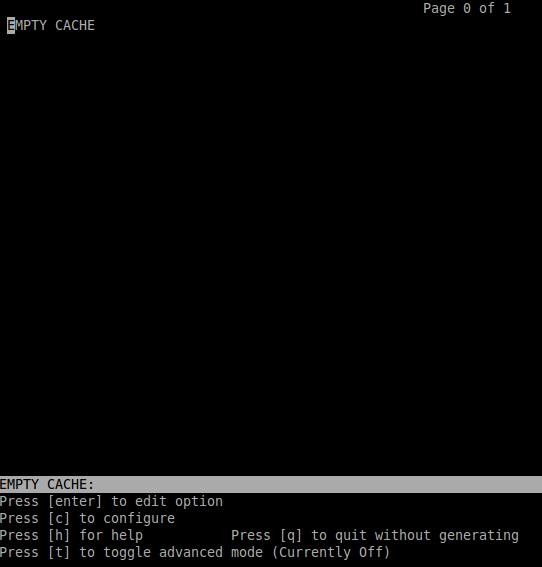 Page 0 of 1
EMPTY CACHE
EMPTY CACHE:
Press [enter] to edit option
Press [c] to configure
Press [h] for help Press [q] to quit without generating
Press [t] to toggle advanced mode (Currently Off)